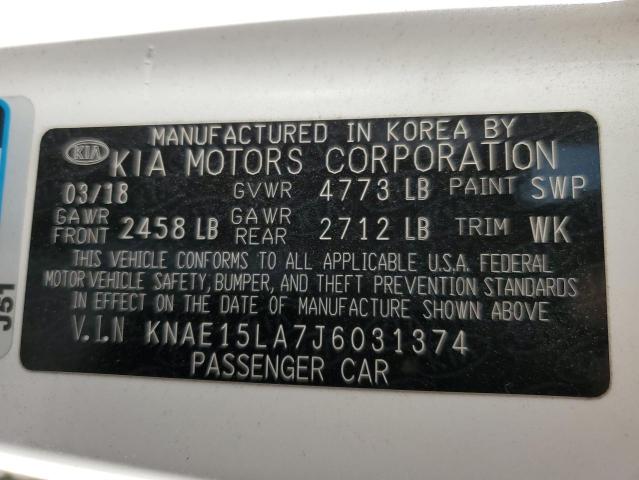 MANUFACTURED IN KOREA BY
KIA KIA MOTORS CORPORATION
03/18 GVWR 4773 LB PAINT SWP
GAWR FRONT 2458 LB GAWR REAR 2712 LB TRIM WK
THIS VEHICLE CONFORMS TO ALL APPLICABLE U.S.A. FEDERAL
MOTOR VEHICLE SAFETY, BUMPER, AND THEFT PREVENTION STANDARDS
IN EFFECT ON THE DATE OF MANUFACTURE SHOWN ABOVE
V.I.N KNAE15LA7J6031374
PASSENGER CAR
J51